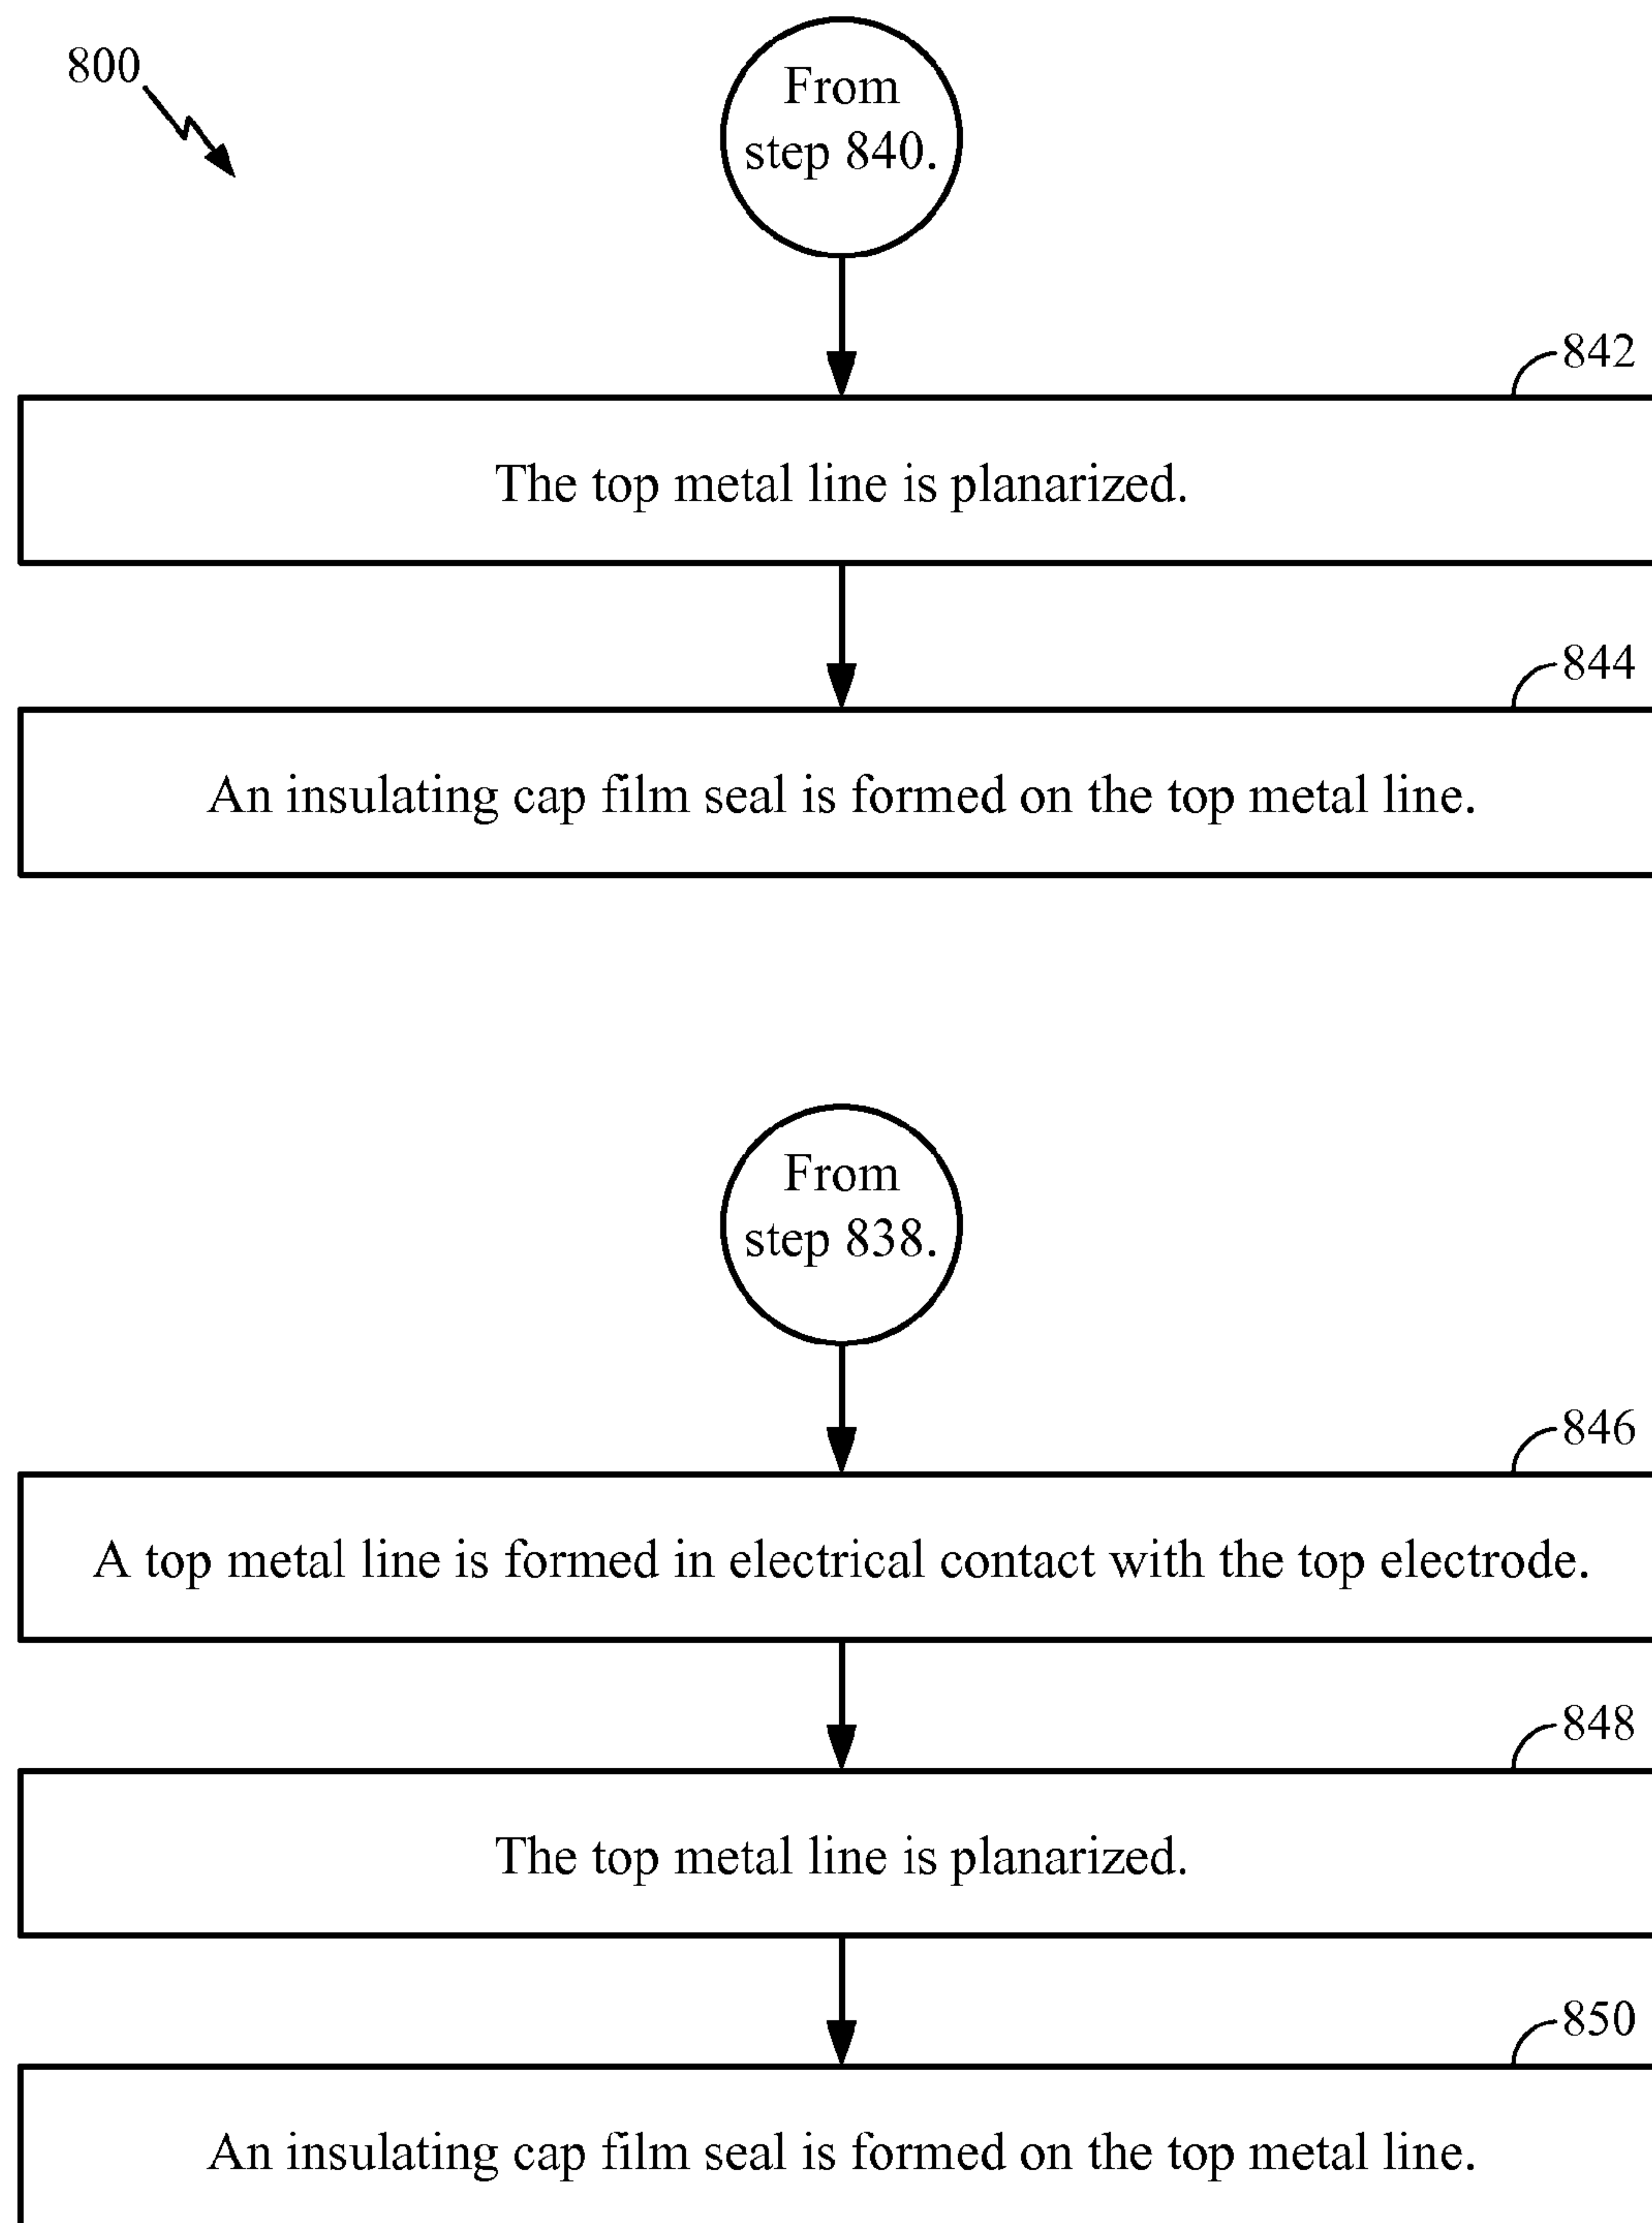 800
From
step 840.
842
The top metal line is planarized.
844
An insulating cap film seal is formed on the top metal line.
From
step 838.
846
A top metal line is formed in electrical contact with the top electrode.
848
The top metal line is planarized.
850
An insulating cap film seal is formed on the top metal line.